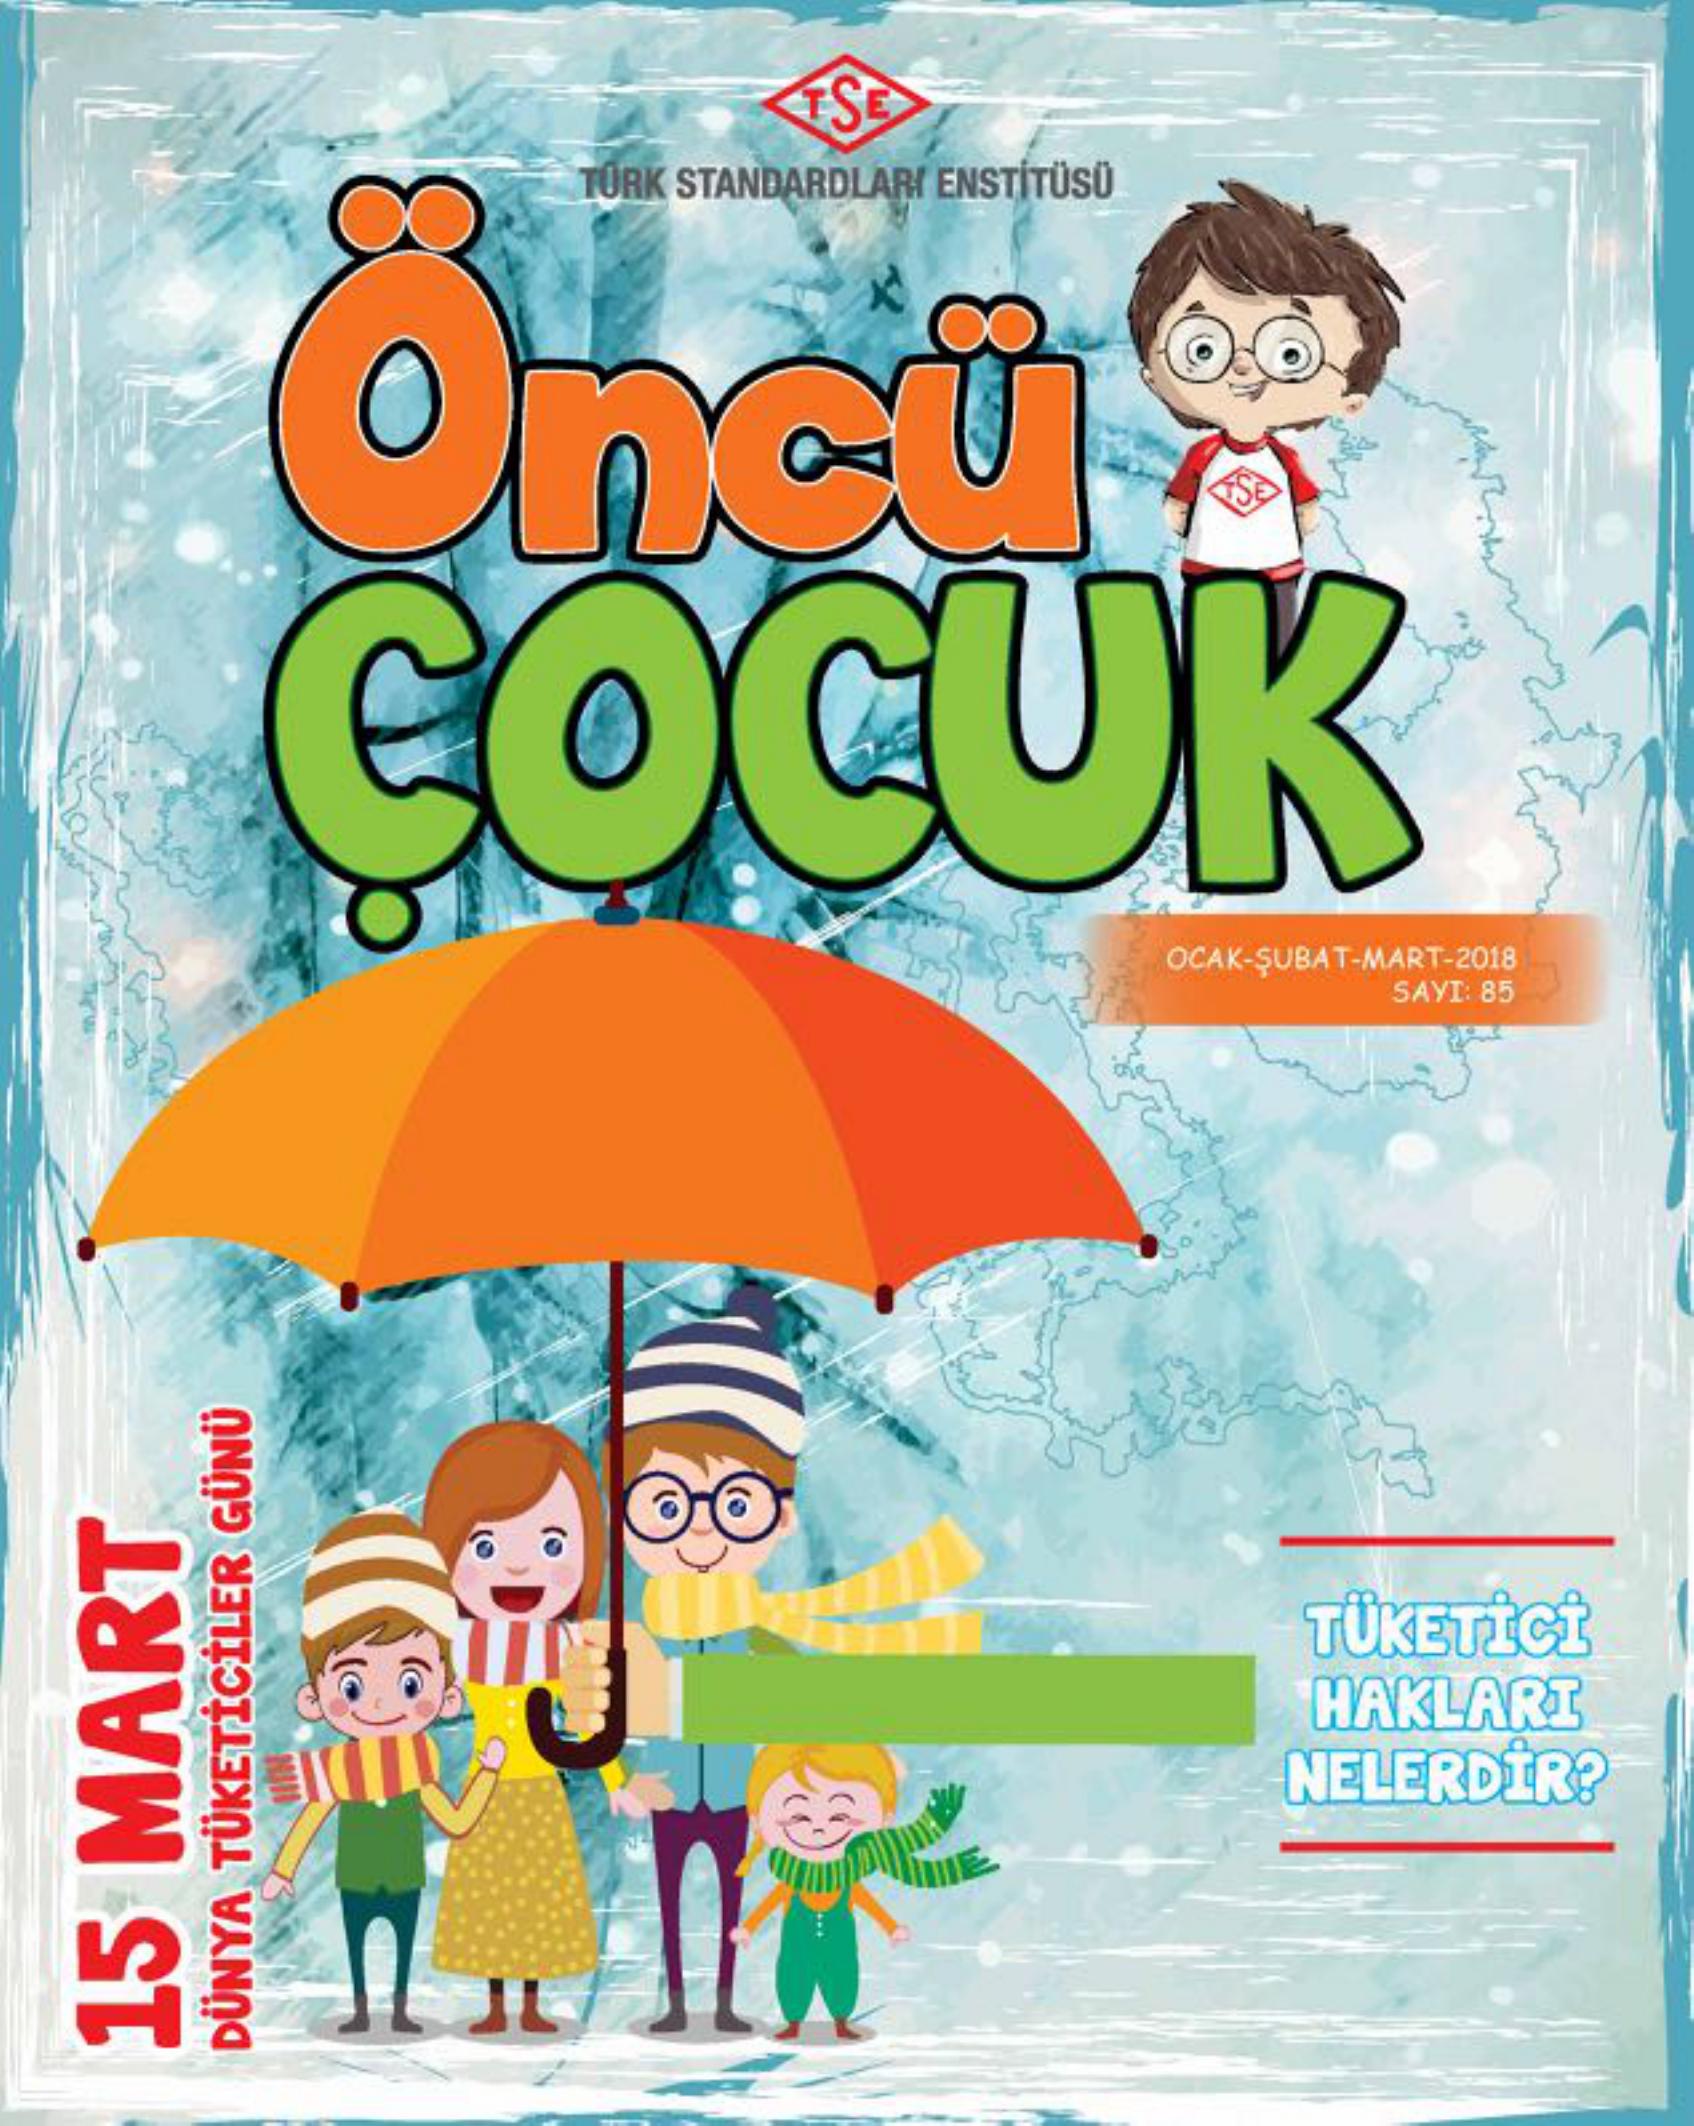 TSE
TÜRK STANDARDLARI ENSTİTÜSÜ
Öncü
TSE
ÇOCUK
OCAK-ŞUBAT-MART-2018
SAYI: 85
15 MART
DÜNYA TÜKETİCİLER GÜNÜ
TÜKETİCİ
HAKLARI
NELERDİR?